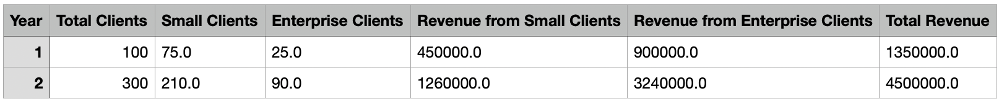 Year Total Clients Small Clients Enterprise Clients Revenue from Small Clients Revenue from Enterprise Clients Total Revenue
1 100 75.0 25.0 450000.0 900000.0 1350000.0
2 300 210.0 90.0 1260000.0 3240000.0 4500000.0